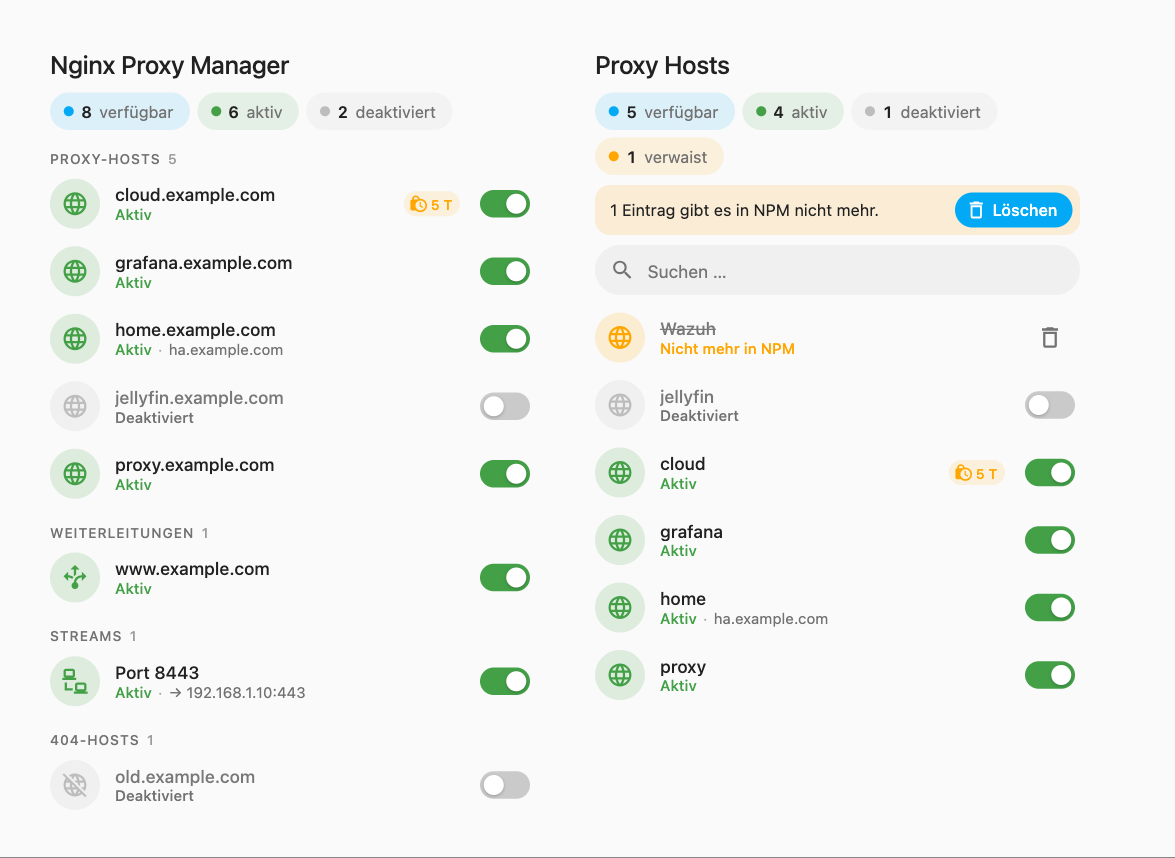 Nginx Proxy Manager
8 verfügbar 6 aktiv 2 deaktiviert
PROXY-HOSTS 5
cloud.example.com
Aktiv
5 T
grafana.example.com
Aktiv
home.example.com
Aktiv · ha.example.com
jellyfin.example.com
Deaktiviert
proxy.example.com
Aktiv
WEITERLEITUNGEN 1
www.example.com
Aktiv
STREAMS 1
Port 8443
Aktiv · → 192.168.1.10:443
404-HOSTS 1
old.example.com
Deaktiviert
Proxy Hosts
5 verfügbar 4 aktiv 1 deaktiviert
1 verwaist
1 Eintrag gibt es in NPM nicht mehr. Löschen
Suchen ...
Wazuh
Nicht mehr in NPM
jellyfin
Deaktiviert
cloud
Aktiv
5 T
grafana
Aktiv
home
Aktiv · ha.example.com
proxy
Aktiv